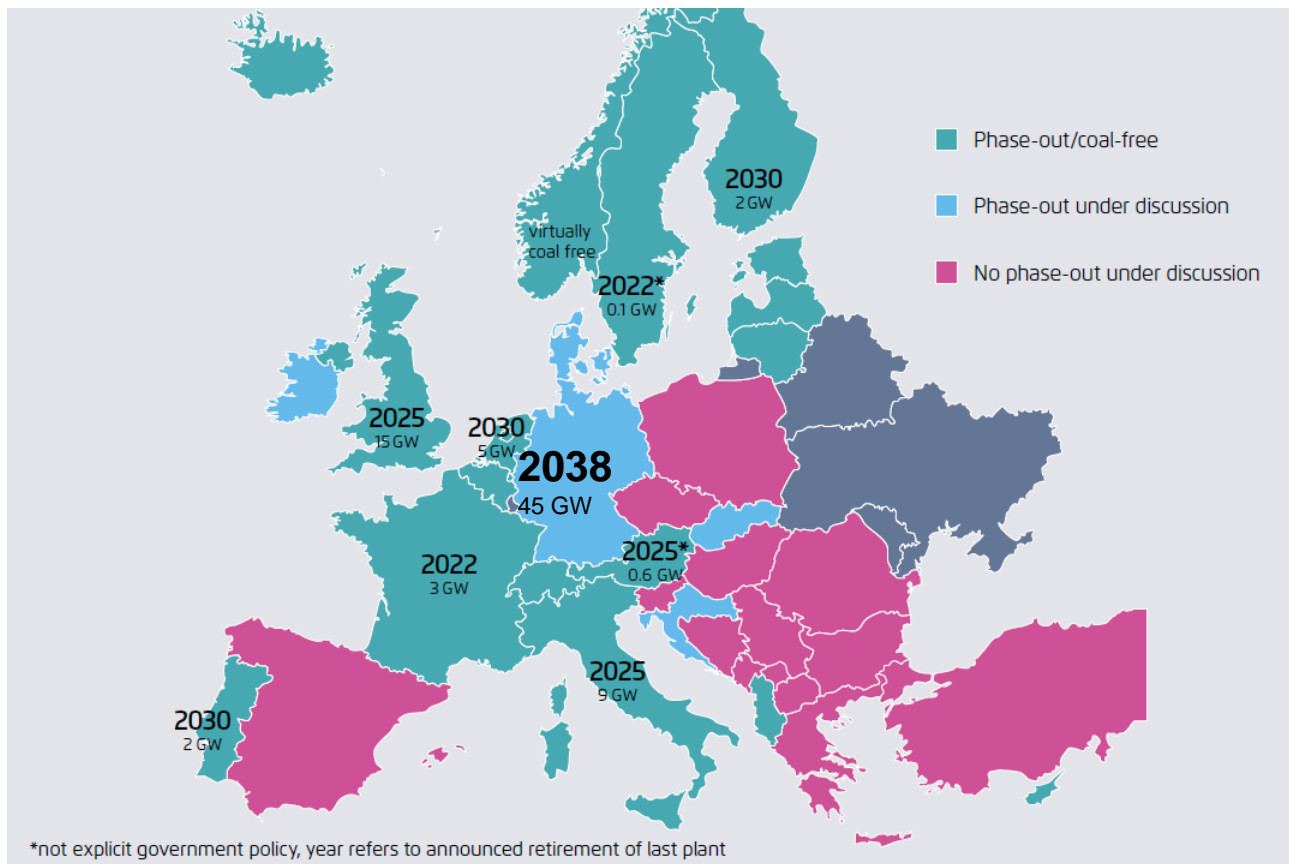 Phase-out/coal-free
Phase-out under discussion
No phase-out under discussion
2030
2 GW
virtually
coal free
2022*
0.1 GW
2025
15 GW
2030
5 GW
2038
45 GW
2025*
0.6 GW
2022
3 GW
2025
9 GW
2030
2 GW
*not explicit government policy, year refers to announced retirement of last plant